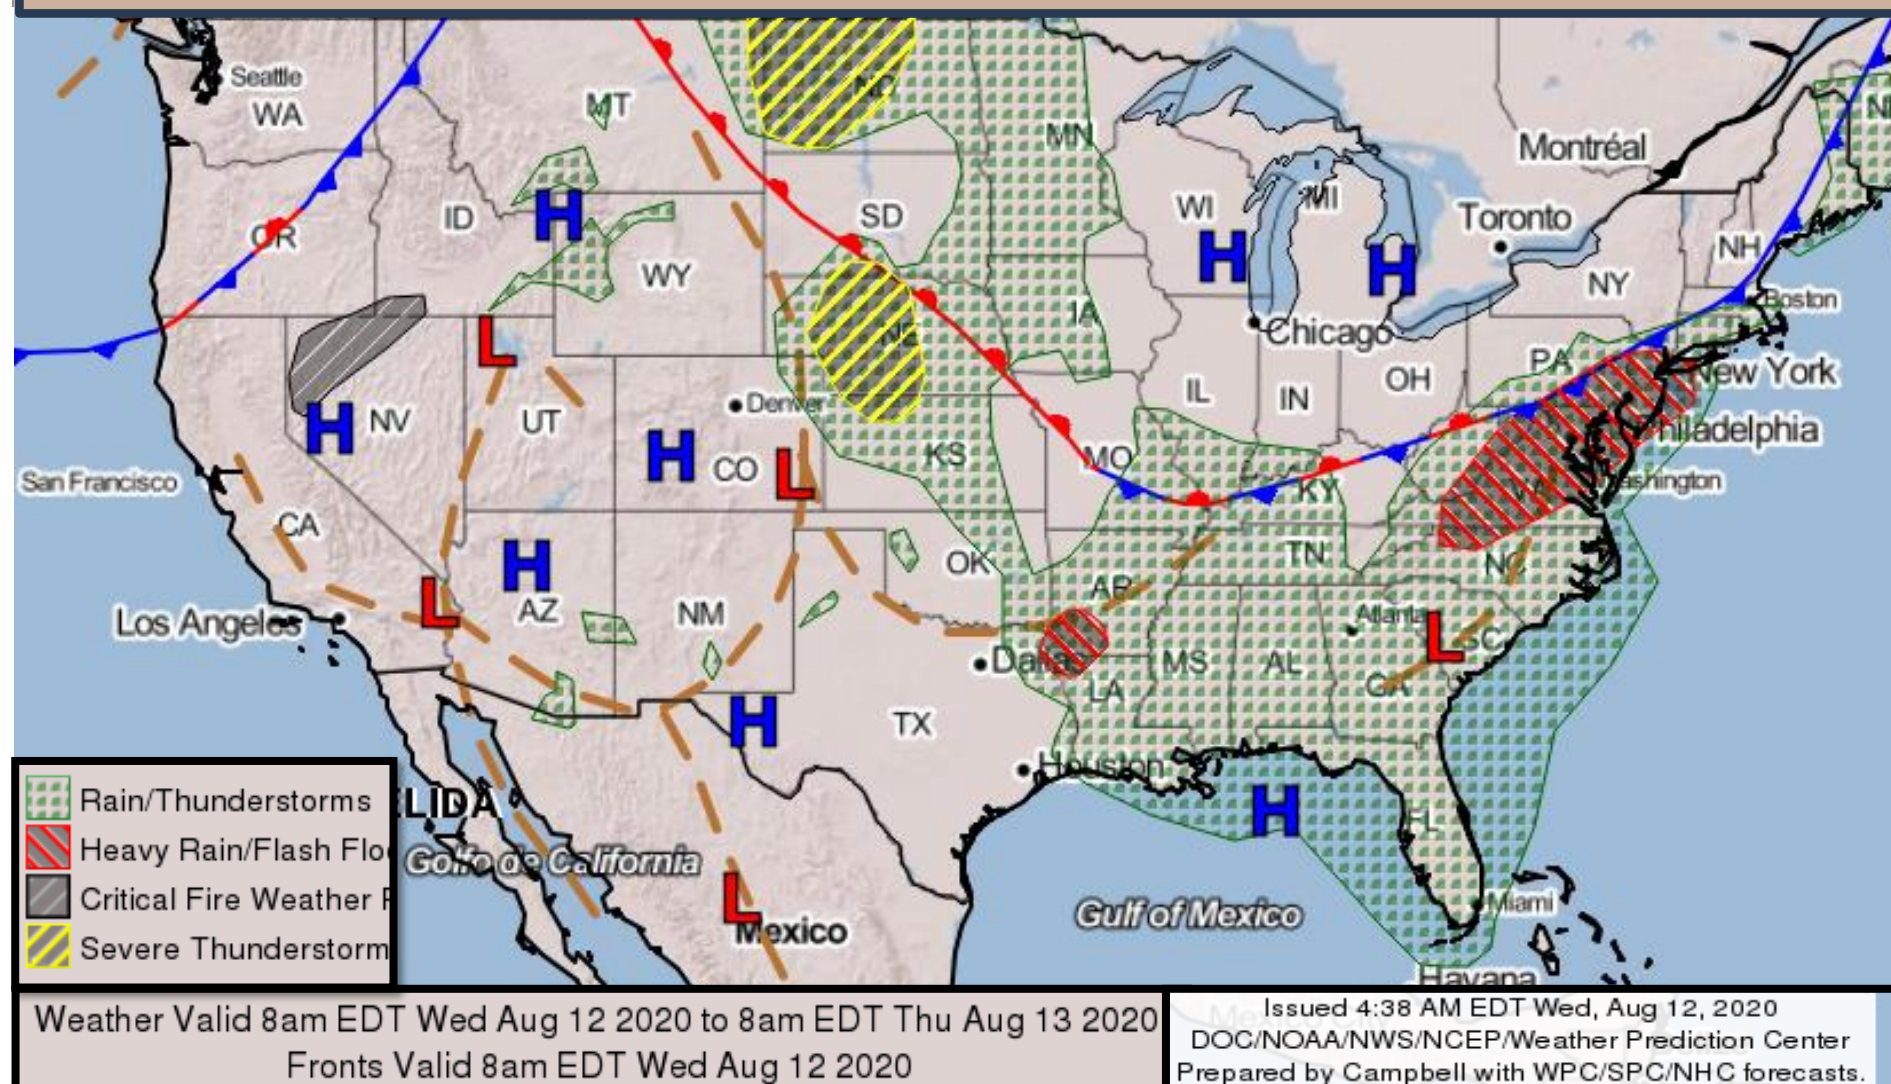 Seattle
WA
MT
ND
MN
Montréal
OR
ID
SD
WI
MI
Toronto
NH
WY
NY
Boston
NE
IA
Chicago
PA
New York
NV
UT
Denver
IL
IN
OH
Philadelphia
San Francisco
CO
KS
MO
KY
VA
Washington
CA
OK
TN
NC
Los Angeles
AZ
NM
AR
Atlanta
SC
Dallas
MS
AL
GA
LA
TX
Houston
FL
H
H
H
L
H
H
L
H
L
L
H
H
L
L
Rain/Thunderstorms
Heavy Rain/Flash Flo
Critical Fire Weather
Severe Thunderstorm
ELIDA
Golfo de California
Mexico
Gulf of Mexico
Miami
Havana
Weather Valid 8am EDT Wed Aug 12 2020 to 8am EDT Thu Aug 13 2020
Fronts Valid 8am EDT Wed Aug 12 2020
Mexico City
Issued 4:38 AM EDT Wed, Aug 12, 2020
DOC/NOAA/NWS/NCEP/Weather Prediction Center
Prepared by Campbell with WPC/SPC/NHC forecasts.